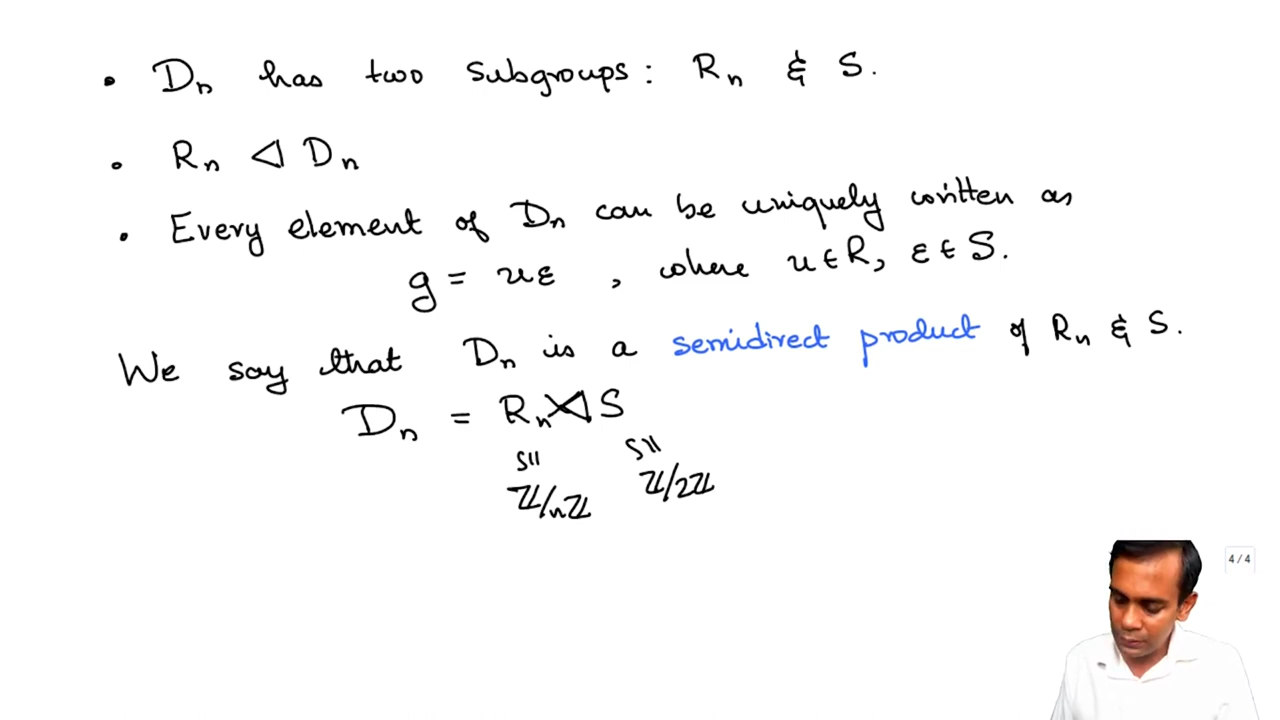 • Dₙ has two subgroups: Rₙ & S.
• Rₙ ◁ Dₙ
• Every element of Dₙ can be uniquely written as
g = uε , where u ∈ R, ε ∈ S.
We say that Dₙ is a semidirect product of Rₙ & S.
Dₙ = Rₙ ⋊ S
≅ ≅
ℤ/nℤ ℤ/2ℤ
4/4